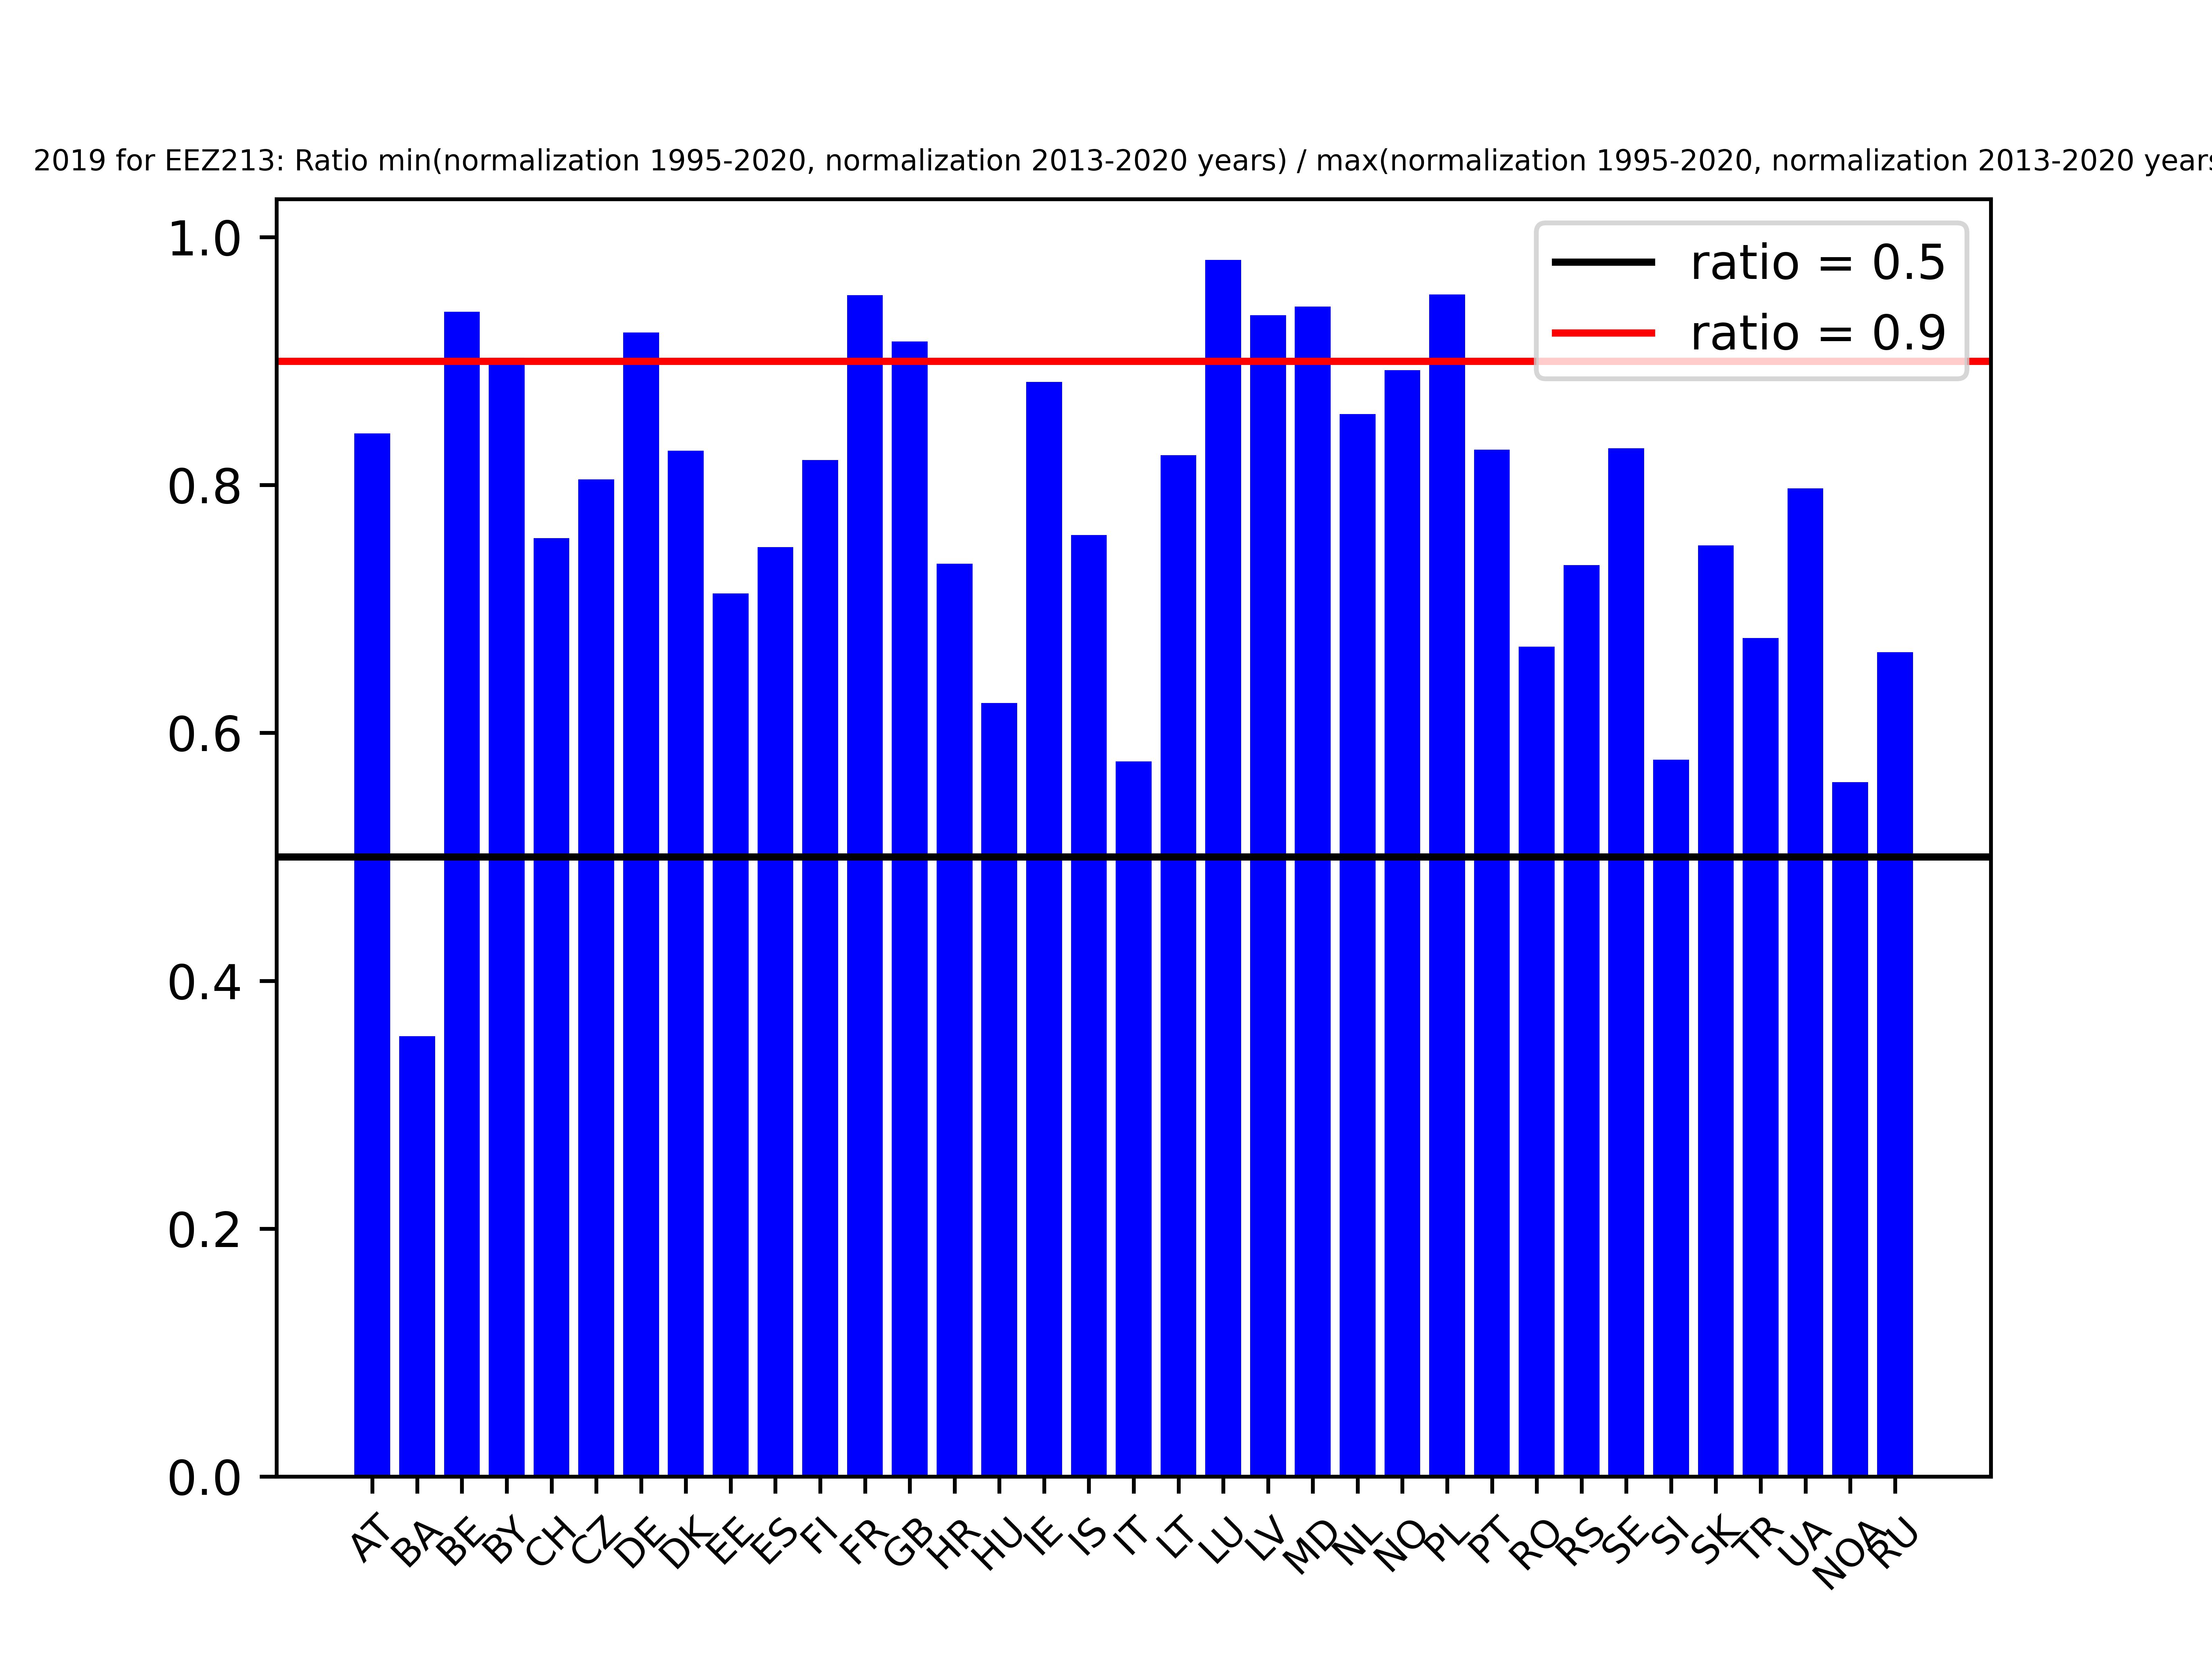 2019 for EEZ213: Ratio min(normalization 1995-2020, normalization 2013-2020 years) / max(normalization 1995-2020, normalization 2013-2020 years
1.0
ratio = 0.5
ratio = 0.9
0.8
0.6
0.4
0.2
0.0
AT BA BE BY CH CZ DE DK EE ES FI FR GB HR HU IE IS IT LT LU LV MD NL NO PL PT RO RS SE SI SK TR UA NOA RU